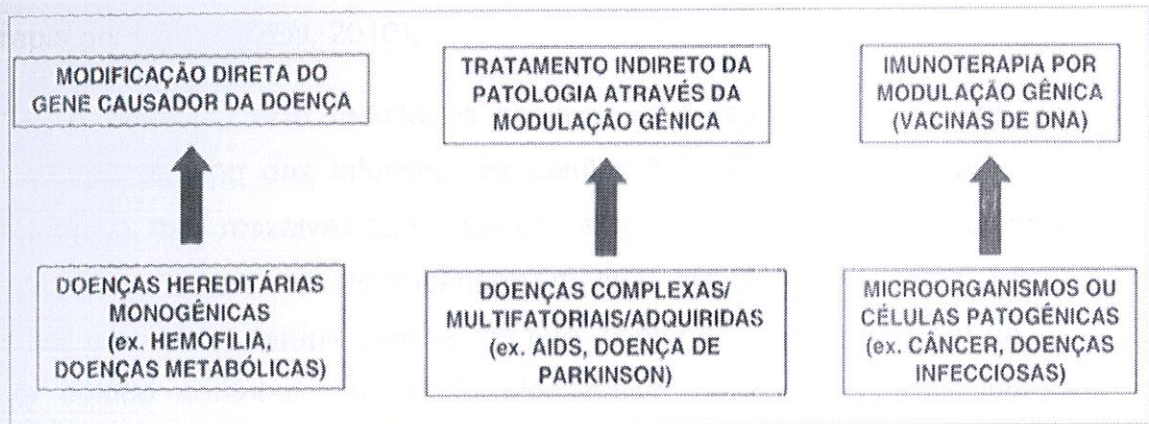 MODIFICAÇÃO DIRETA DO
GENE CAUSADOR DA DOENÇA
TRATAMENTO INDIRETO DA
PATOLOGIA ATRAVÉS DA
MODULAÇÃO GÊNICA
IMUNOTERAPIA POR
MODULAÇÃO GÊNICA
(VACINAS DE DNA)
DOENÇAS HEREDITÁRIAS
MONOGÊNICAS
(ex. HEMOFILIA,
DOENÇAS METABÓLICAS)
DOENÇAS COMPLEXAS/
MULTIFATORIAIS/ADQUIRIDAS
(ex. AIDS, DOENÇA DE
PARKINSON)
MICROORGANISMOS OU
CÉLULAS PATOGÊNICAS
(ex. CÂNCER, DOENÇAS
INFECCIOSAS)